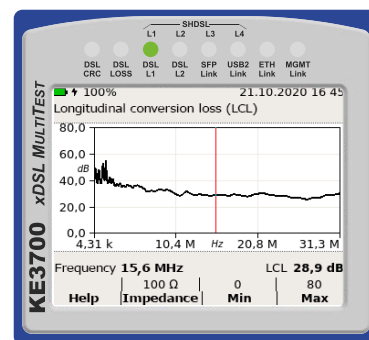 SHDSL
L1 L2 L3 L4
DSL CRC DSL LOSS DSL L1 DSL L2 SFP Link USB2 Link ETH Link MGMT Link
100% 21.10.2020 16 45
Longitudinal conversion loss (LCL)
80,0
60,0
dB
40,0
20,0
0,0
4,31 k 10,4 M Hz 20,8 M 31,3 M
Frequency 15,6 MHz LCL 28,9 dB
100 Ω 0 80
Help Impedance Min Max
KE3700 xDSL MULTITEST